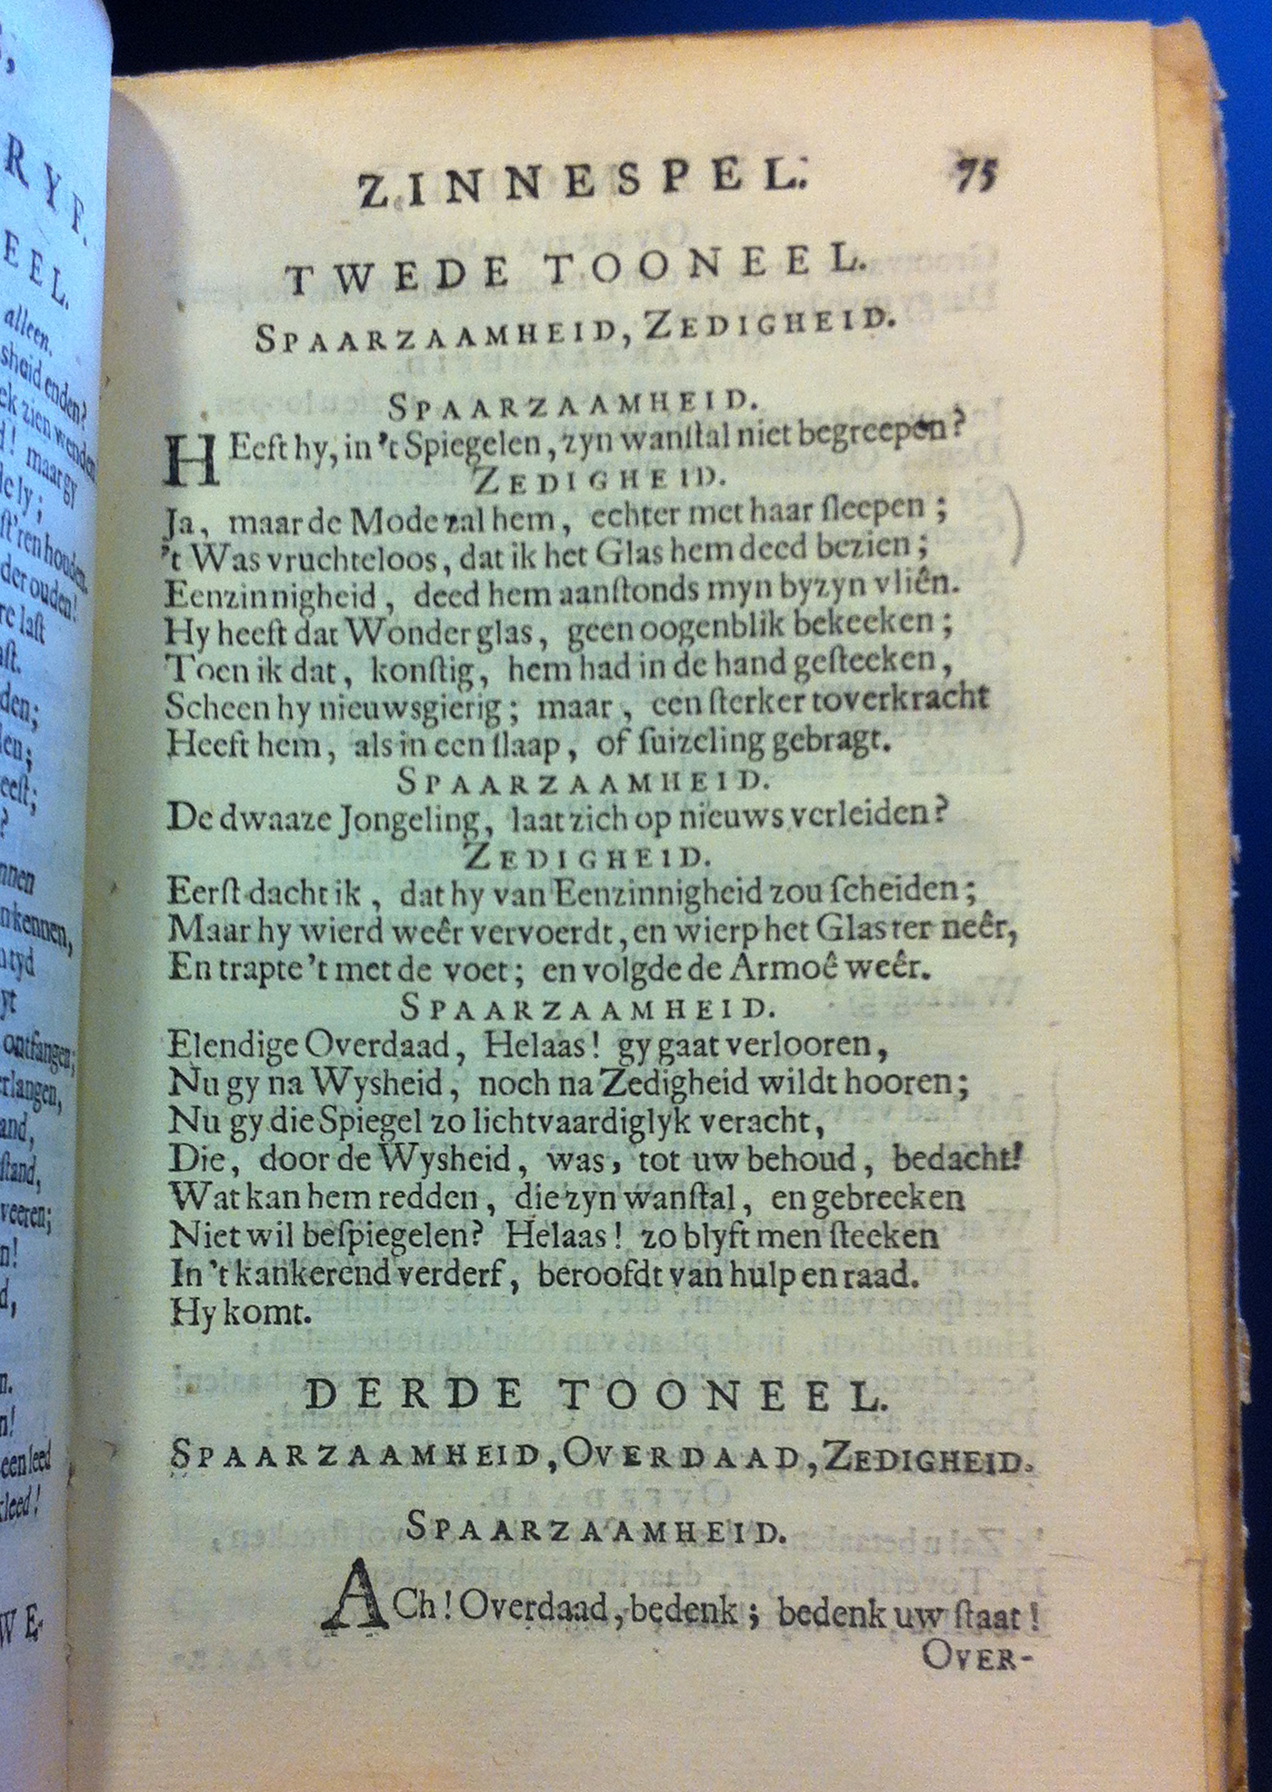 ZINNESPEL. 75
TWEDE TOONEEL.
SPAARZAAMHEID, ZEDIGHEID.
SPAARZAAMHEID.
HEeft hy, in 't Spiegelen, zyn wanſtal niet begreepen?
ZEDIGHEID.
Ja, maar de Mode zal hem, echter met haar ſleepen;
't Was vruchteloos, dat ik het Glas hem deed bezien;
Eenzinnigheid, deed hem aanſtonds myn byzyn vliên.
Hy heeft dat Wonderglas, geen oogenblik bekeeken;
Toen ik dat, konſtig, hem had in de hand geſteeken,
Scheen hy nieuwsgierig; maar, een ſterker toverkracht
Heeft hem, als in een ſlaap, of ſuizeling gebragt.
SPAARZAAMHEID.
De dwaaze Jongeling, laat zich op nieuws verleiden?
ZEDIGHEID.
Eerſt dacht ik, dat hy van Eenzinnigheid zou ſcheiden;
Maar hy wierd weêr vervoerdt, en wierp het Glas ter neêr,
En trapte 't met de voet; en volgde de Armoê weêr.
SPAARZAAMHEID.
Elendige Overdaad, Helaas! gy gaat verlooren,
Nu gy na Wysheid, noch na Zedigheid wildt hooren;
Nu gy die Spiegel zo lichtvaardiglyk veracht,
Die, door de Wysheid, was, tot uw behoud, bedacht!
Wat kan hem redden, die zyn wanſtal, en gebreeken
Niet wil beſpiegelen? Helaas! zo blyft men ſteeken
In 't kankerend verderf, beroofdt van hulp en raad.
Hy komt.
DERDE TOONEEL.
SPAARZAAMHEID, OVERDAAD, ZEDIGHEID.
SPAARZAAMHEID.
ACh! Overdaad, bedenk; bedenk uw ſtaat!
OVER-